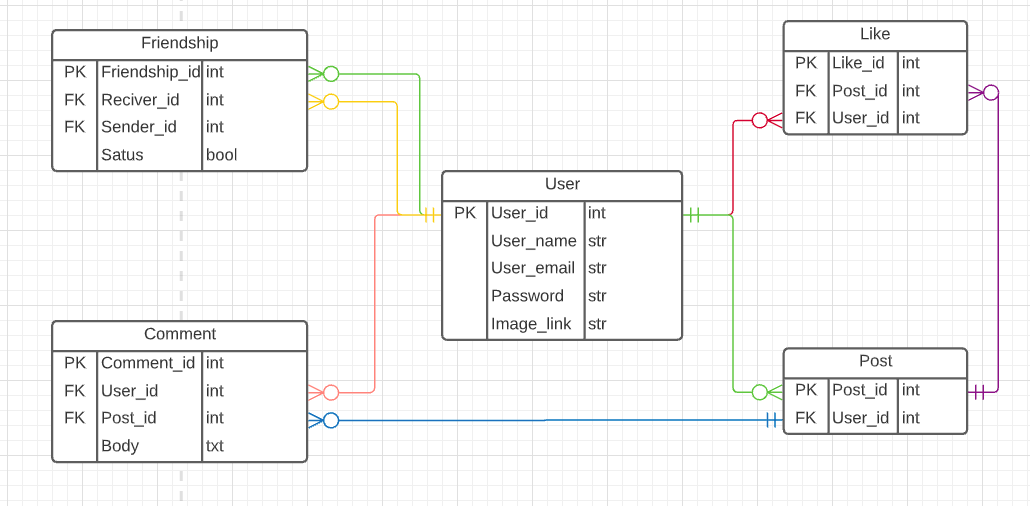 Friendship
PK Friendship_id int
FK Reciver_id int
FK Sender_id int
Satus bool
Like
PK Like_id int
FK Post_id int
FK User_id int
User
PK User_id int
User_name str
User_email str
Password str
Image_link str
Comment
PK Comment_id int
FK User_id int
FK Post_id int
Body txt
Post
PK Post_id int
FK User_id int